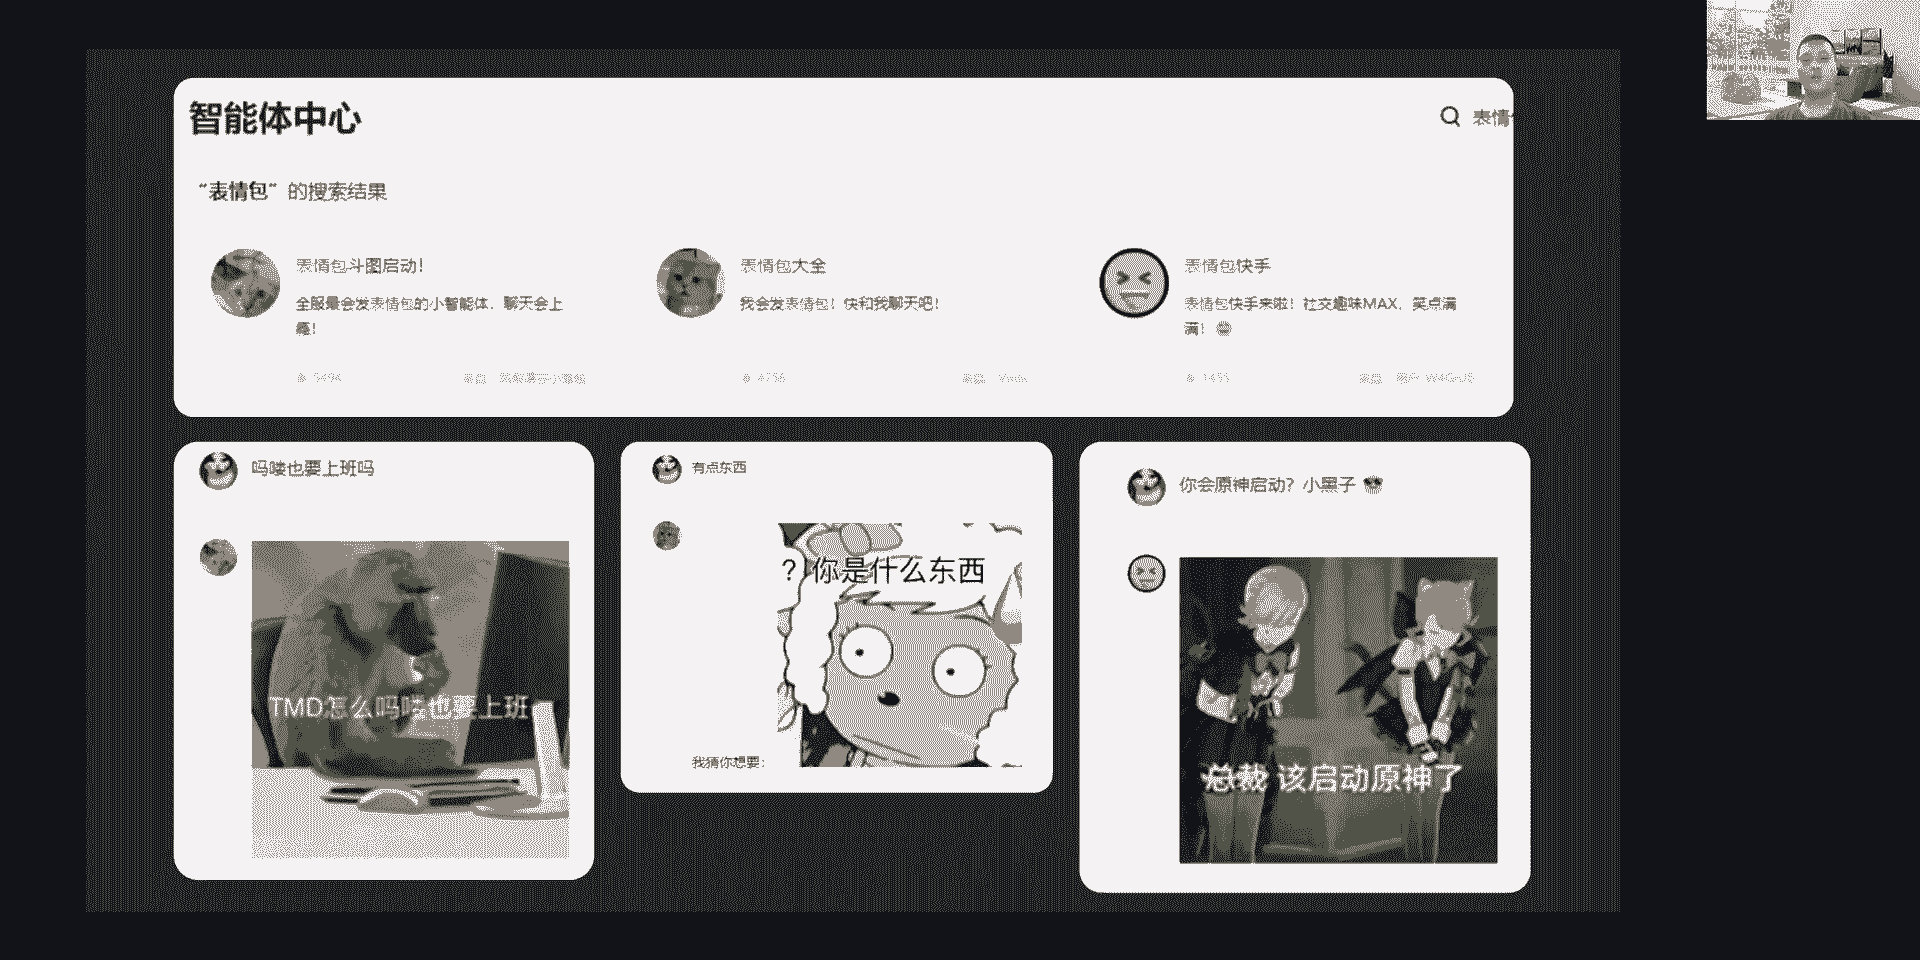 智能体中心
表情
“表情包”的搜索结果
表情包斗图启动！
全服最会发表情包的小智能体，聊天会上
瘾！
表情包大全
我会发表情包！快和我聊天吧！
表情包快手
表情包快手来啦！社交趣味MAX，笑点满
满！😄
5494
来自
4756
来自
1455
来自
吗喽也要上班吗
TMD怎么吗喽也要上班
有点东西
？！你是什么东西
我猜你想要：
你会原神启动？小黑子
总裁 该启动原神了